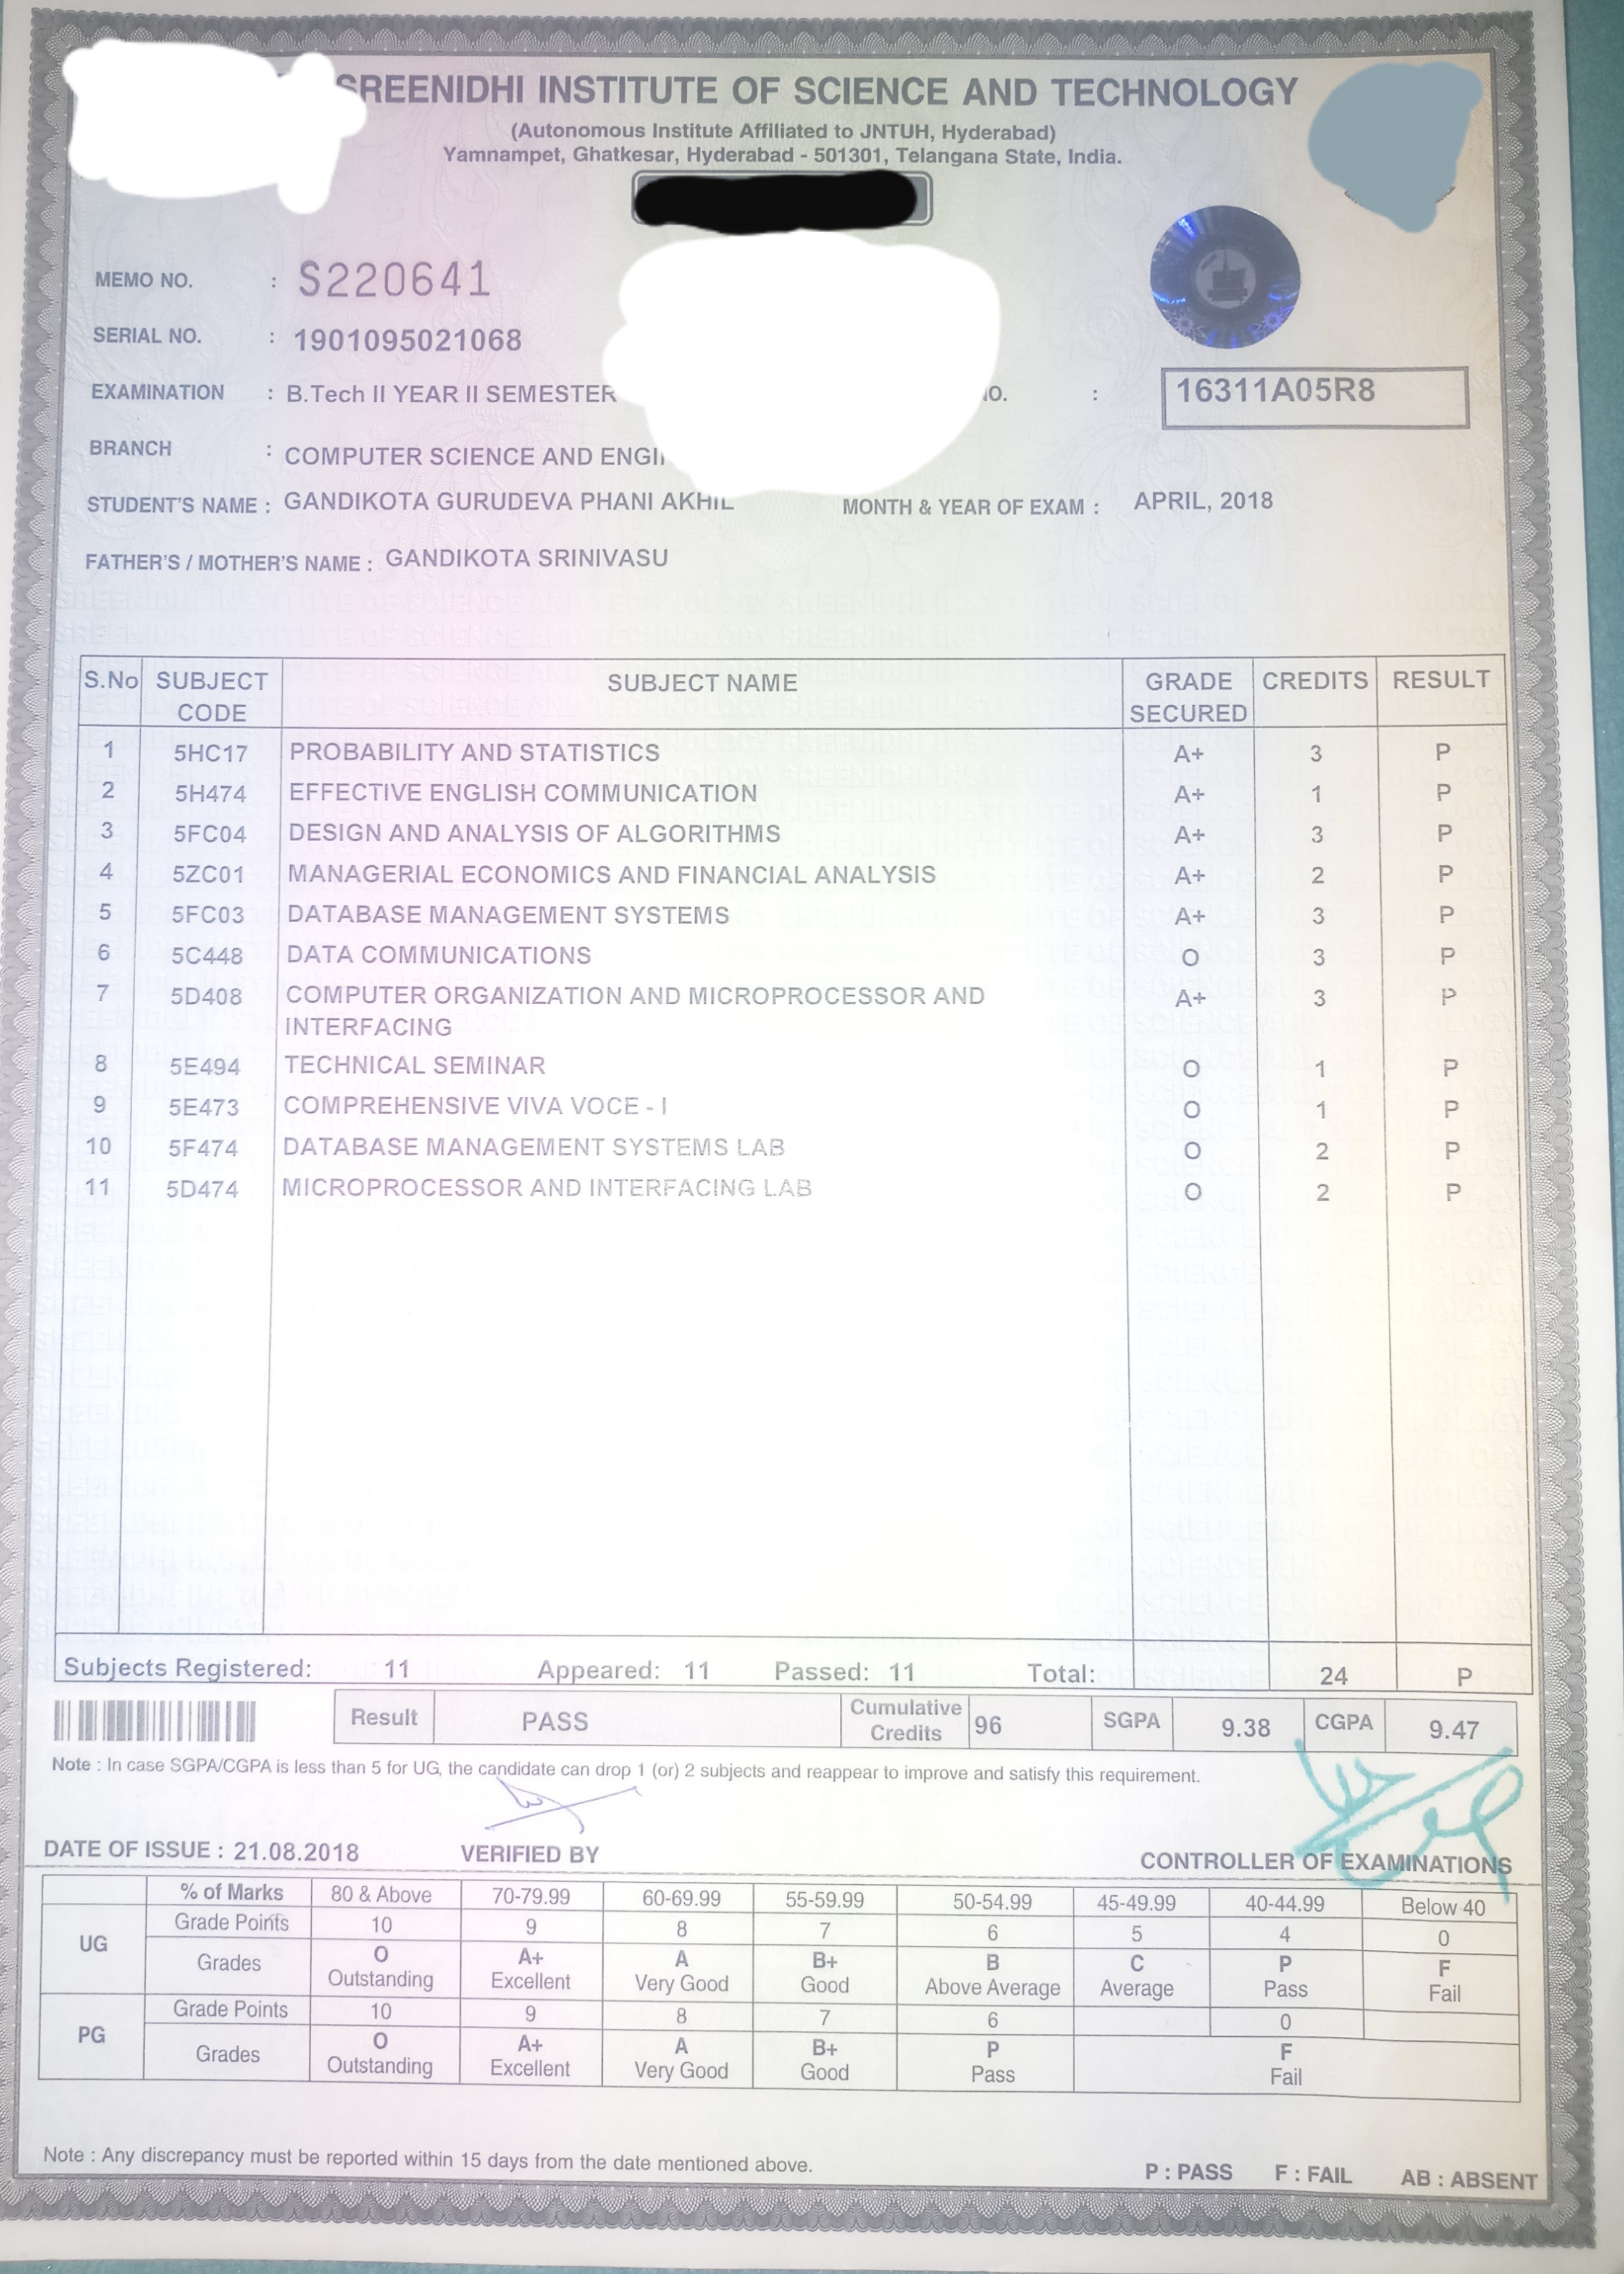 SREENIDHI INSTITUTE OF SCIENCE AND TECHNOLOGY
(Autonomous Institute Affiliated to JNTUH, Hyderabad)
Yamnampet, Ghatkesar, Hyderabad - 501301, Telangana State, India.
MEMO NO. : S220641
SERIAL NO. : 1901095021068
EXAMINATION : B.Tech II YEAR II SEMESTER : 16311A05R8
BRANCH : COMPUTER SCIENCE AND
STUDENT'S NAME : GANDIKOTA GURUDEVA PHANI AKHIL MONTH & YEAR OF EXAM : APRIL, 2018
FATHER'S / MOTHER'S NAME : GANDIKOTA SRINIVASU
S.No SUBJECT CODE SUBJECT NAME GRADE SECURED CREDITS RESULT
1 5HC17 PROBABILITY AND STATISTICS A+ 3 P
2 5H474 EFFECTIVE ENGLISH COMMUNICATION A+ 1 P
3 5FC04 DESIGN AND ANALYSIS OF ALGORITHMS A+ 3 P
4 5ZC01 MANAGERIAL ECONOMICS AND FINANCIAL ANALYSIS A+ 2 P
5 5FC03 DATABASE MANAGEMENT SYSTEMS A+ 3 P
6 5C448 DATA COMMUNICATIONS O 3 P
7 5D408 COMPUTER ORGANIZATION AND MICROPROCESSOR AND A+ 3 P
INTERFACING
8 5E494 TECHNICAL SEMINAR O 1 P
9 5E473 COMPREHENSIVE VIVA VOCE - I O 1 P
10 5F474 DATABASE MANAGEMENT SYSTEMS LAB O 2 P
11 5D474 MICROPROCESSOR AND INTERFACING LAB O 2 P
Subjects Registered: 11 Appeared: 11 Passed: 11 Total: 24 P
Result PASS Cumulative Credits 96 SGPA 9.38 CGPA 9.47
Note : In case SGPA/CGPA is less than 5 for UG, the candidate can drop 1 (or) 2 subjects and reappear to improve and satisfy this requirement.
DATE OF ISSUE : 21.08.2018 VERIFIED BY CONTROLLER OF EXAMINATIONS
% of Marks 80 & Above 70-79.99 60-69.99 55-59.99 50-54.99 45-49.99 40-44.99 Below 40
UG Grade Points 10 9 8 7 6 5 4 0
Grades O A+ A B+ B C P F
Outstanding Excellent Very Good Good Above Average Average Pass Fail
PG Grade Points 10 9 8 7 6 0
Grades O A+ A B+ P F
Outstanding Excellent Very Good Good Pass Fail
Note : Any discrepancy must be reported within 15 days from the date mentioned above.
P : PASS F : FAIL AB : ABSENT